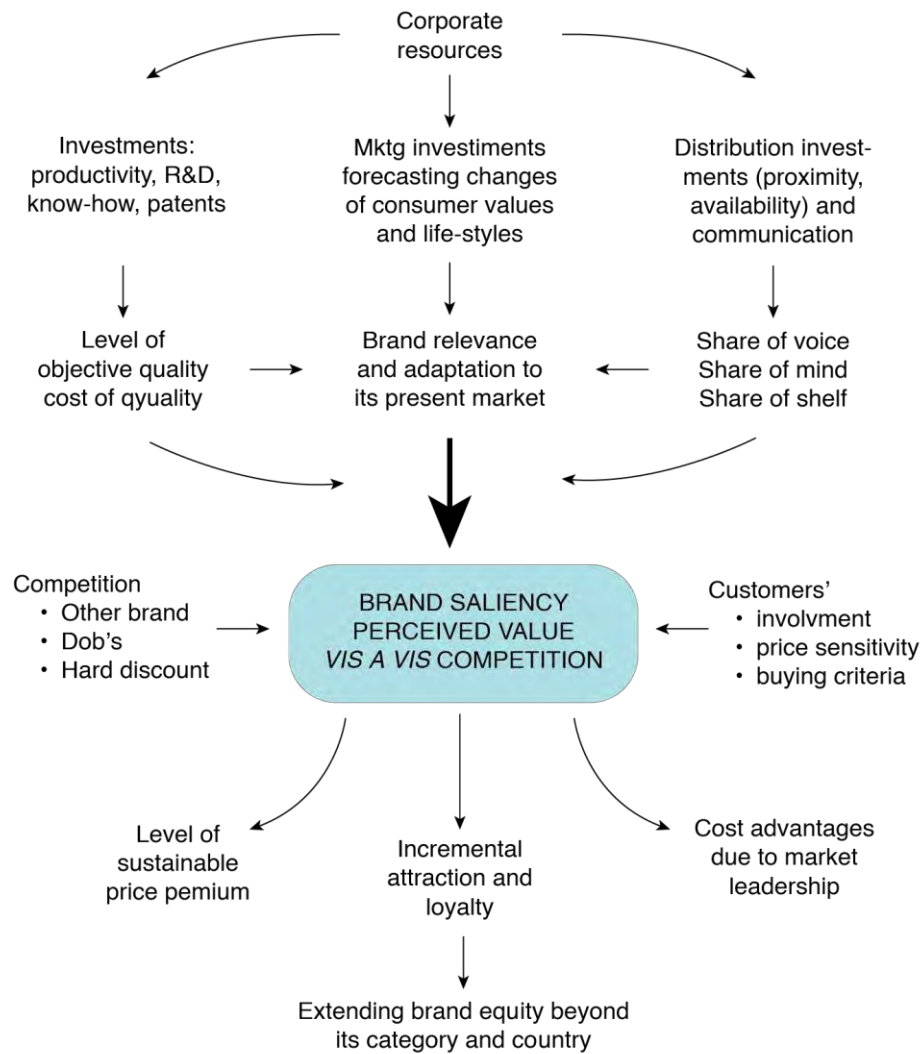 Corporate
resources
Investments:
productivity, R&D,
know-how, patents
Mktg investiments
forecasting changes
of consumer values
and life-styles
Distribution invest-
ments (proximity,
availability) and
communication
Level of
objective quality
cost of qyuality
Brand relevance
and adaptation to
its present market
Share of voice
Share of mind
Share of shelf
Competition
• Other brand
• Dob's
• Hard discount
BRAND SALIENCY
PERCEIVED VALUE
VIS A VIS COMPETITION
Customers'
• involvment
• price sensitivity
• buying criteria
Level of
sustainable
price pemium
Incremental
attraction and
loyalty
Cost advantages
due to market
leadership
Extending brand equity beyond
its category and country